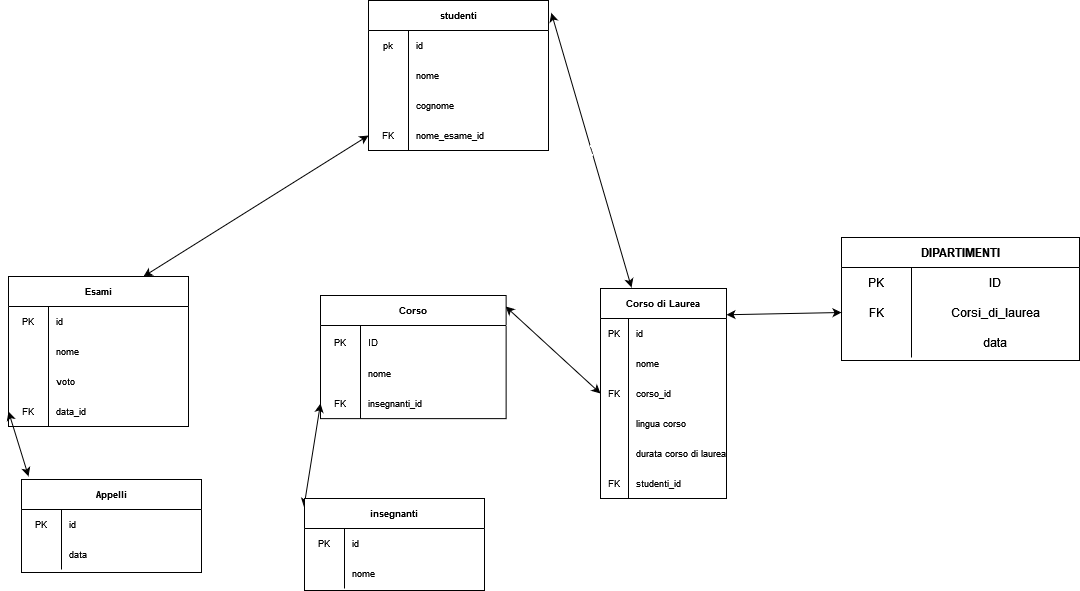 studenti
pk id
nome
cognome
FK nome_esame_id
DIPARTIMENTI
PK ID
FK Corsi_di_laurea
data
Esami
PK id
nome
voto
FK data_id
Corso
PK ID
nome
FK insegnanti_id
Corso di Laurea
PK id
nome
FK corso_id
lingua corso
durata corso di laurea
FK studenti_id
Appelli
PK id
data
insegnanti
PK id
nome